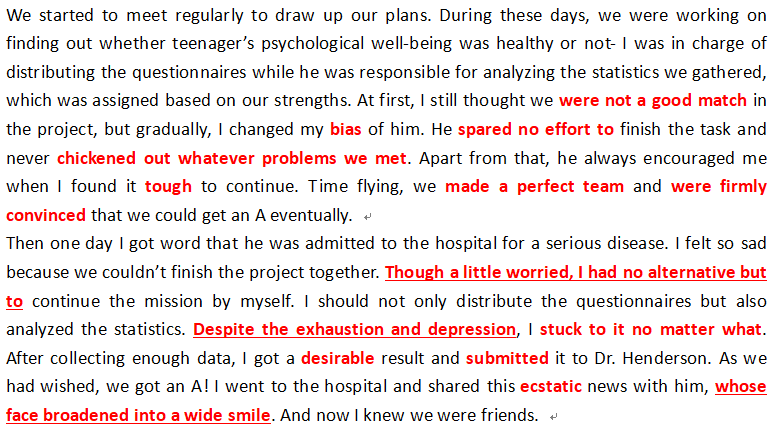 We started to meet regularly to draw up our plans. During these days, we were working on
finding out whether teenager's psychological well-being was healthy or not- I was in charge of
distributing the questionnaires while he was responsible for analyzing the statistics we gathered,
which was assigned based on our strengths. At first, I still thought we were not a good match in
the project, but gradually, I changed my bias of him. He spared no effort to finish the task and
never chickened out whatever problems we met. Apart from that, he always encouraged me
when I found it tough to continue. Time flying, we made a perfect team and were firmly
convinced that we could get an A eventually.
Then one day I got word that he was admitted to the hospital for a serious disease. I felt so sad
because we couldn't finish the project together. Though a little worried, I had no alternative but
to continue the mission by myself. I should not only distribute the questionnaires but also
analyzed the statistics. Despite the exhaustion and depression, I stuck to it no matter what.
After collecting enough data, I got a desirable result and submitted it to Dr. Henderson. As we
had wished, we got an A! I went to the hospital and shared this ecstatic news with him, whose
face broadened into a wide smile. And now I knew we were friends.